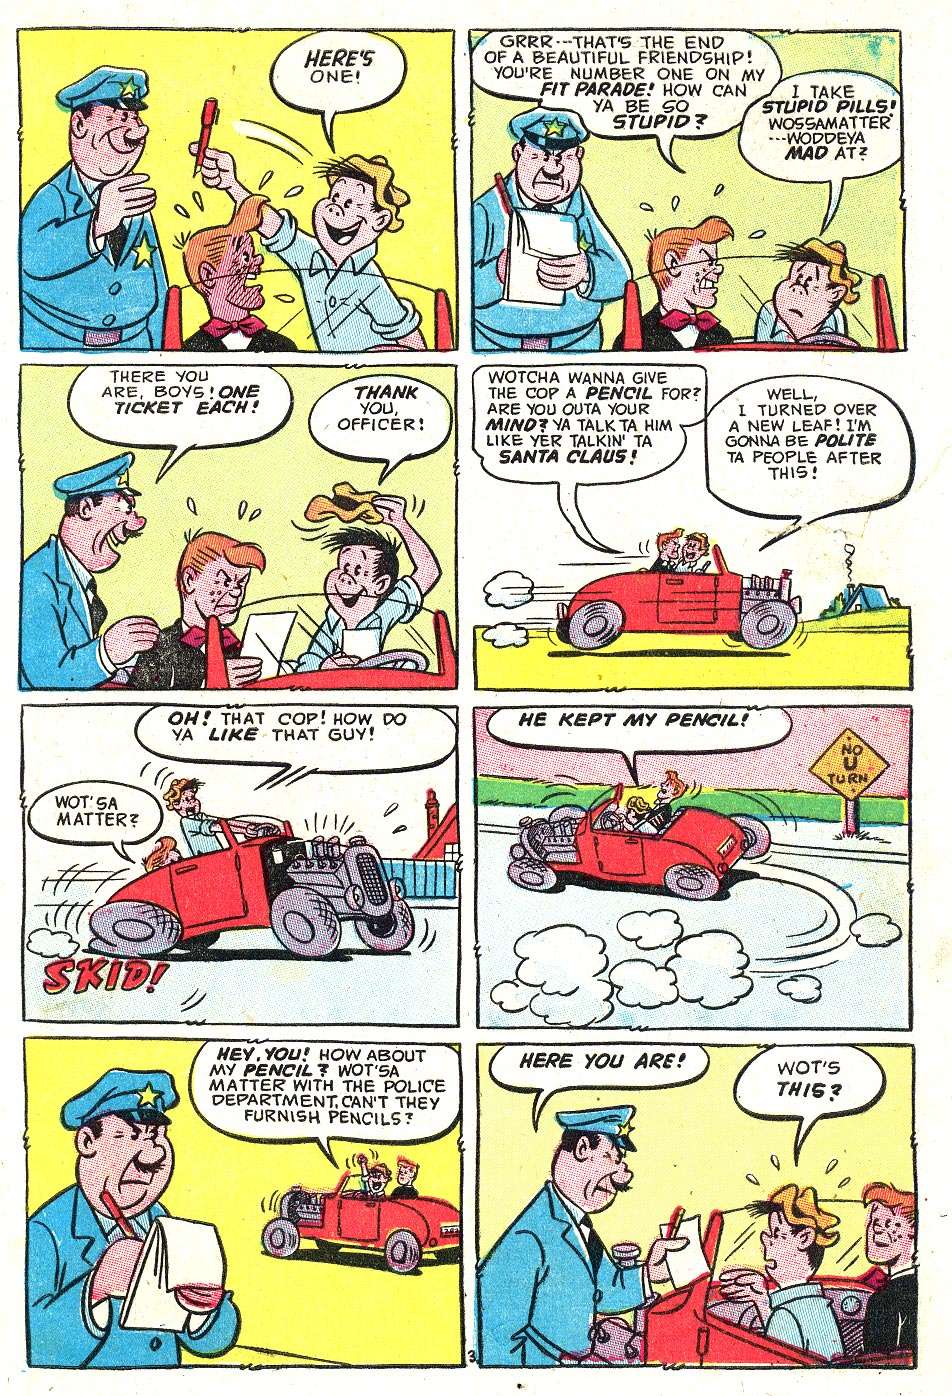 HERE'S
ONE!
GRRR---THAT'S THE END
OF A BEAUTIFUL FRIENDSHIP!
YOU'RE NUMBER ONE ON MY
FIT PARADE! HOW CAN
YA BE SO
STUPID?
I TAKE
STUPID PILLS!
WOSSAMATTER
---WODDEYA
MAD AT?
THERE YOU
ARE, BOYS! ONE
TICKET EACH!
THANK
YOU,
OFFICER!
WOTCHA WANNA GIVE
THE COP A PENCIL FOR?
ARE YOU OUTA YOUR
MIND? YA TALK TA HIM
LIKE YER TALKIN' TA
SANTA CLAUS!
WELL,
I TURNED OVER
A NEW LEAF! I'M
GONNA BE POLITE
TA PEOPLE AFTER
THIS!
OH! THAT COP! HOW DO
YA LIKE THAT GUY!
WOT'SA
MATTER?
SKID!
HE KEPT MY PENCIL!
NO
U
TURN
HEY, YOU! HOW ABOUT
MY PENCIL? WOT'SA
MATTER WITH THE POLICE
DEPARTMENT, CAN'T THEY
FURNISH PENCILS?
HERE YOU ARE!
WOT'S
THIS?
3